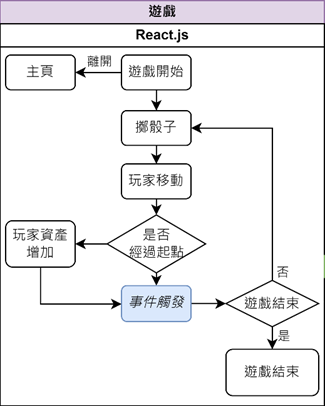 遊戲
React.js
主頁
離開
遊戲開始
擲骰子
玩家移動
玩家資產
增加
是否
經過起點
否
事件觸發
遊戲結束
是
遊戲結束